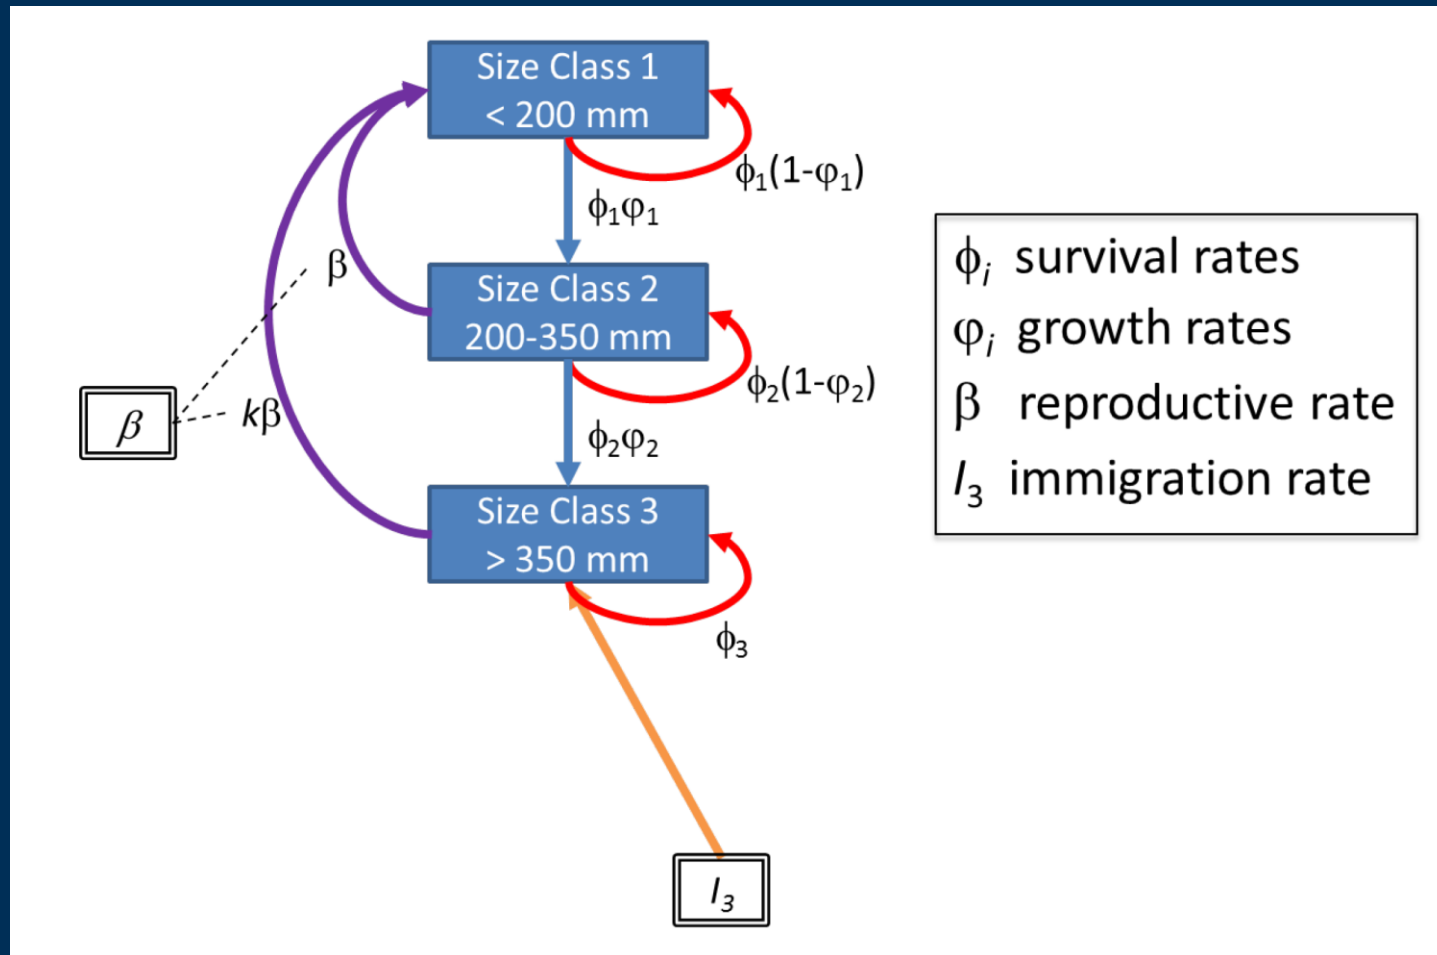 Size Class 1
< 200 mm
ϕ₁(1-φ₁)
ϕ₁φ₁
β
Size Class 2
200-350 mm
ϕ₂(1-φ₂)
β
kβ
ϕ₂φ₂
Size Class 3
> 350 mm
ϕ₃
I₃
ϕᵢ survival rates
φᵢ growth rates
β reproductive rate
I₃ immigration rate